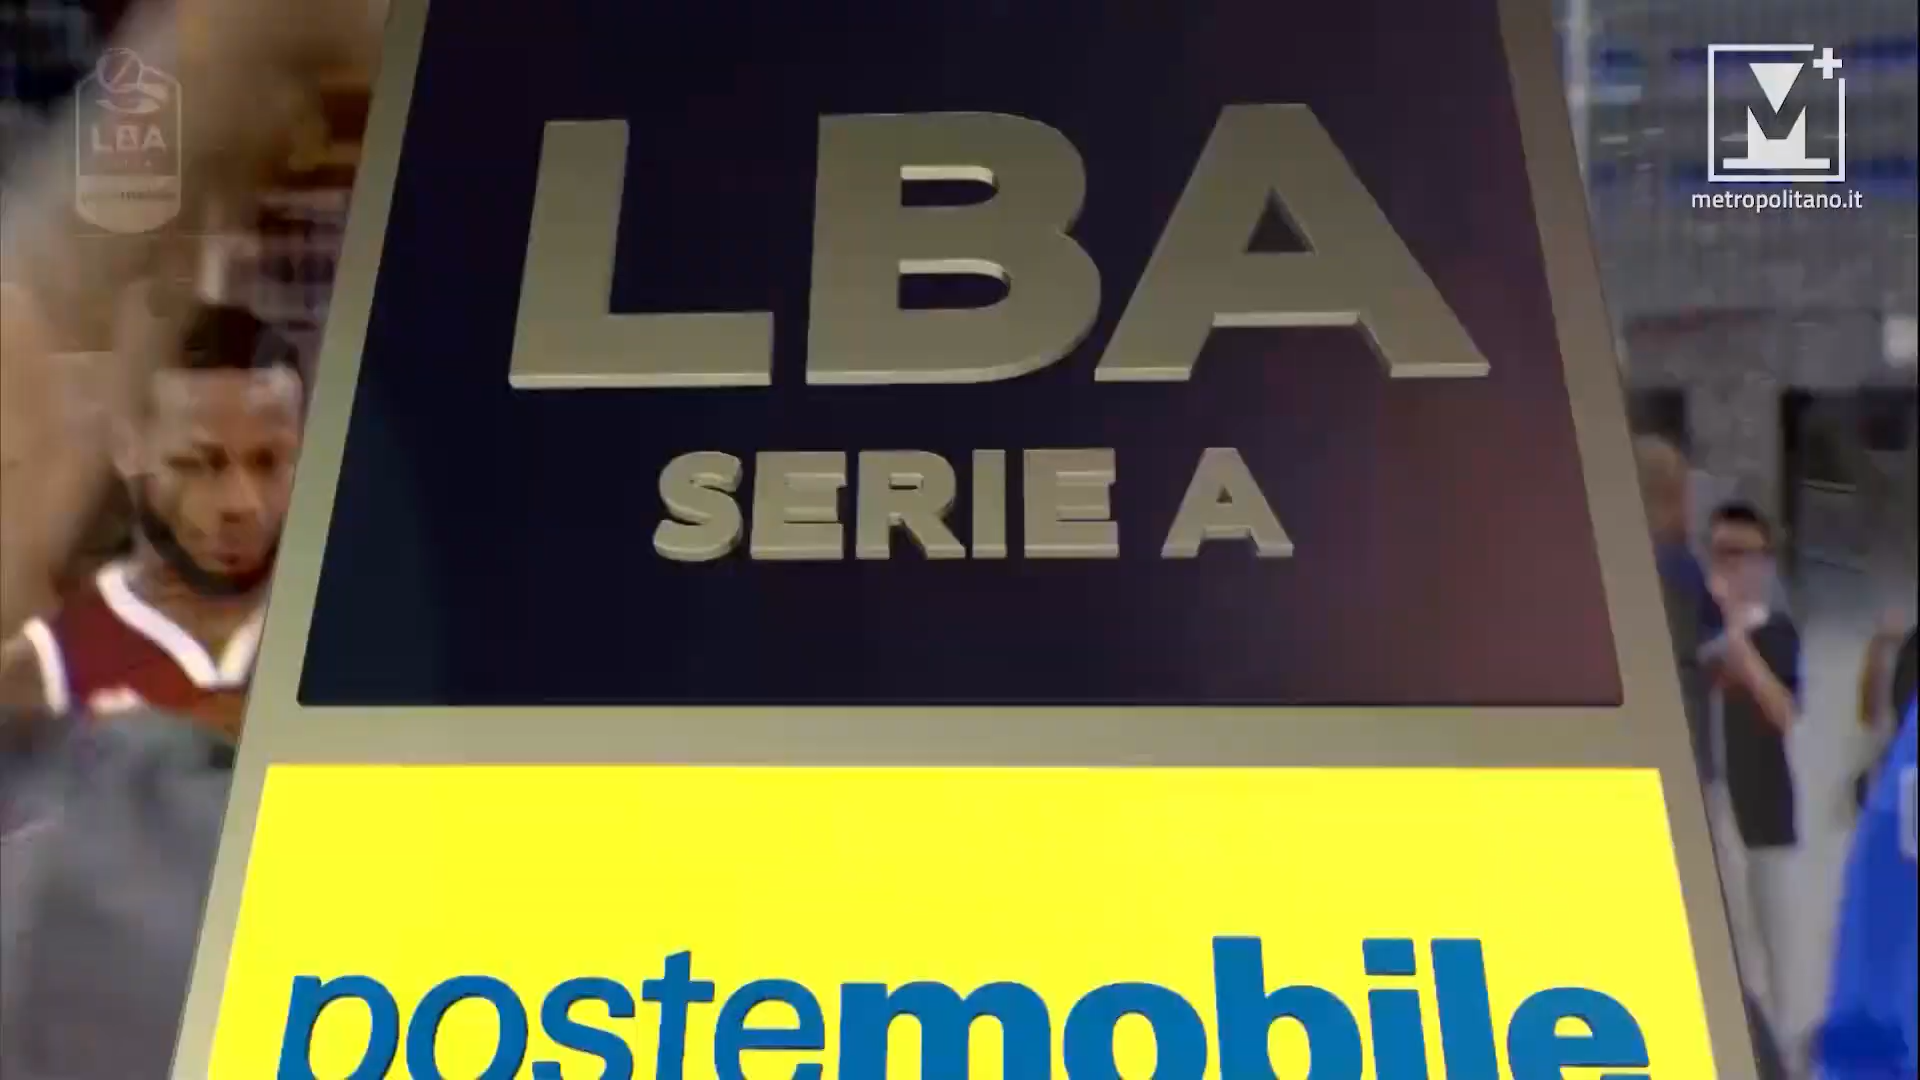 LBA
metropolitano.it
LBA
SERIE A
postemobile